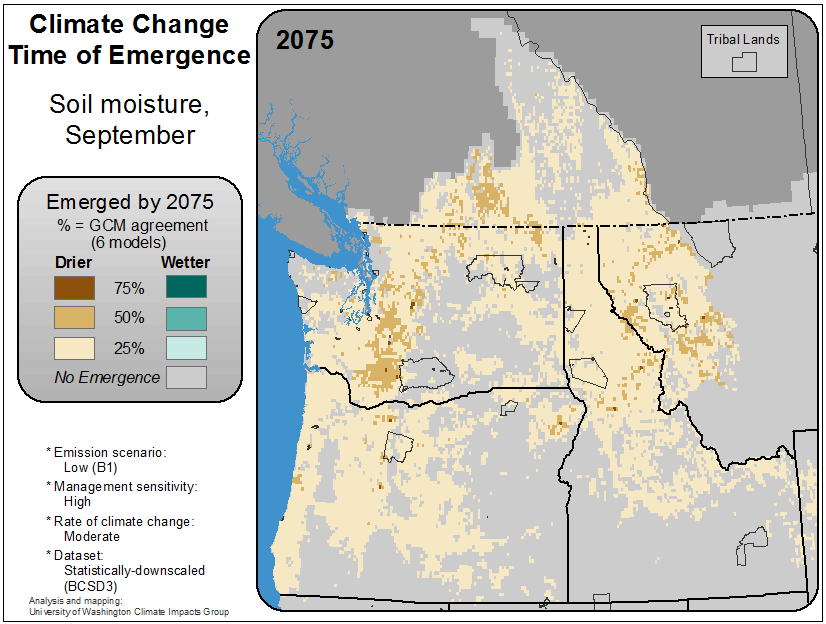 Climate Change
Time of Emergence
Soil moisture,
September
Emerged by 2075
% = GCM agreement
(6 models)
Drier
Wetter
75%
50%
25%
No Emergence
* Emission scenario:
Low (B1)
* Management sensitivity:
High
* Rate of climate change:
Moderate
* Dataset:
Statistically-downscaled
(BCSD3)
Analysis and mapping:
University of Washington Climate Impacts Group
2075
Tribal Lands